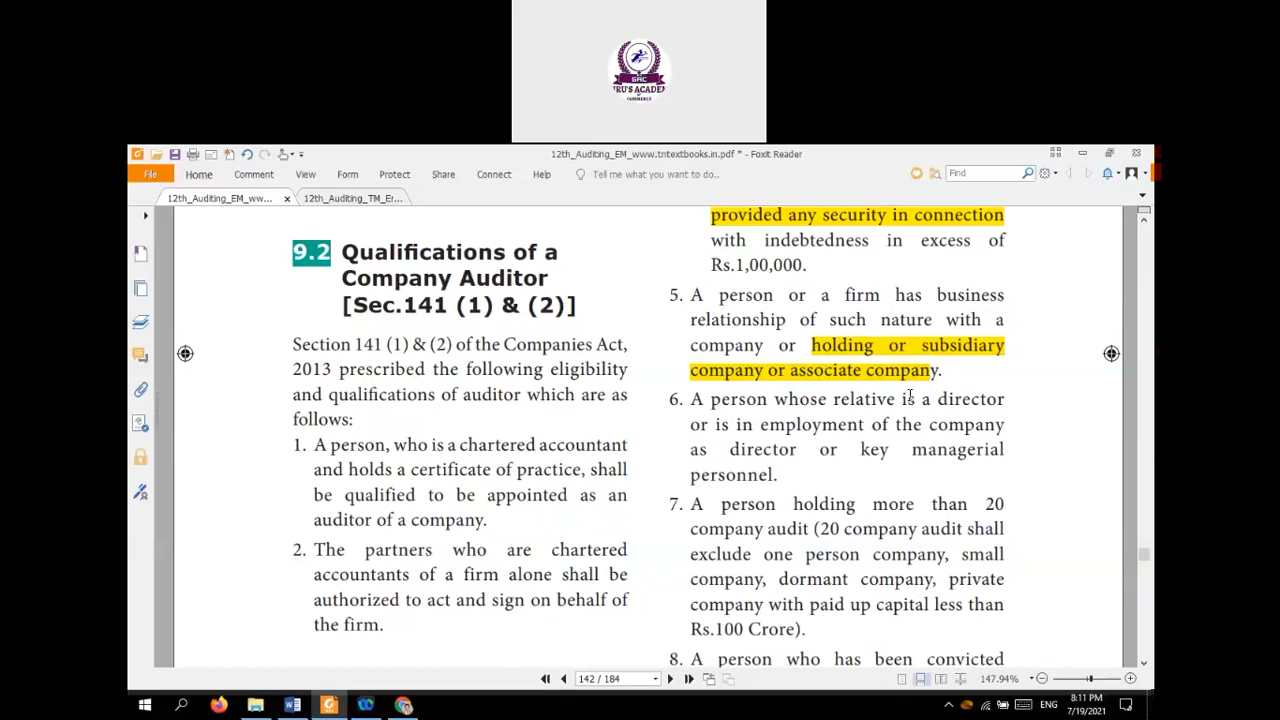 GAC
RU'S ACADE
COMMERCE
12th_Auditing_EM_www.tntextbooks.in.pdf * - Foxit Reader
File Home Comment View Form Protect Share Connect Help Tell me what you want to do.. Find
12th_Auditing_EM_ww... × 12th_Auditing_TM_Er...
9.2 Qualifications of a
Company Auditor
[Sec.141 (1) & (2)]
Section 141 (1) & (2) of the Companies Act,
2013 prescribed the following eligibility
and qualifications of auditor which are as
follows:
1. A person, who is a chartered accountant
and holds a certificate of practice, shall
be qualified to be appointed as an
auditor of a company.
2. The partners who are chartered
accountants of a firm alone shall be
authorized to act and sign on behalf of
the firm.
provided any security in connection
with indebtedness in excess of
Rs.1,00,000.
5. A person or a firm has business
relationship of such nature with a
company or holding or subsidiary
company or associate company.
6. A person whose relative is a director
or is in employment of the company
as director or key managerial
personnel.
7. A person holding more than 20
company audit (20 company audit shall
exclude one person company, small
company, dormant company, private
company with paid up capital less than
Rs.100 Crore).
8. A person who has been convicted
142 / 184
147.94%
ENG
8:11 PM
7/19/2021